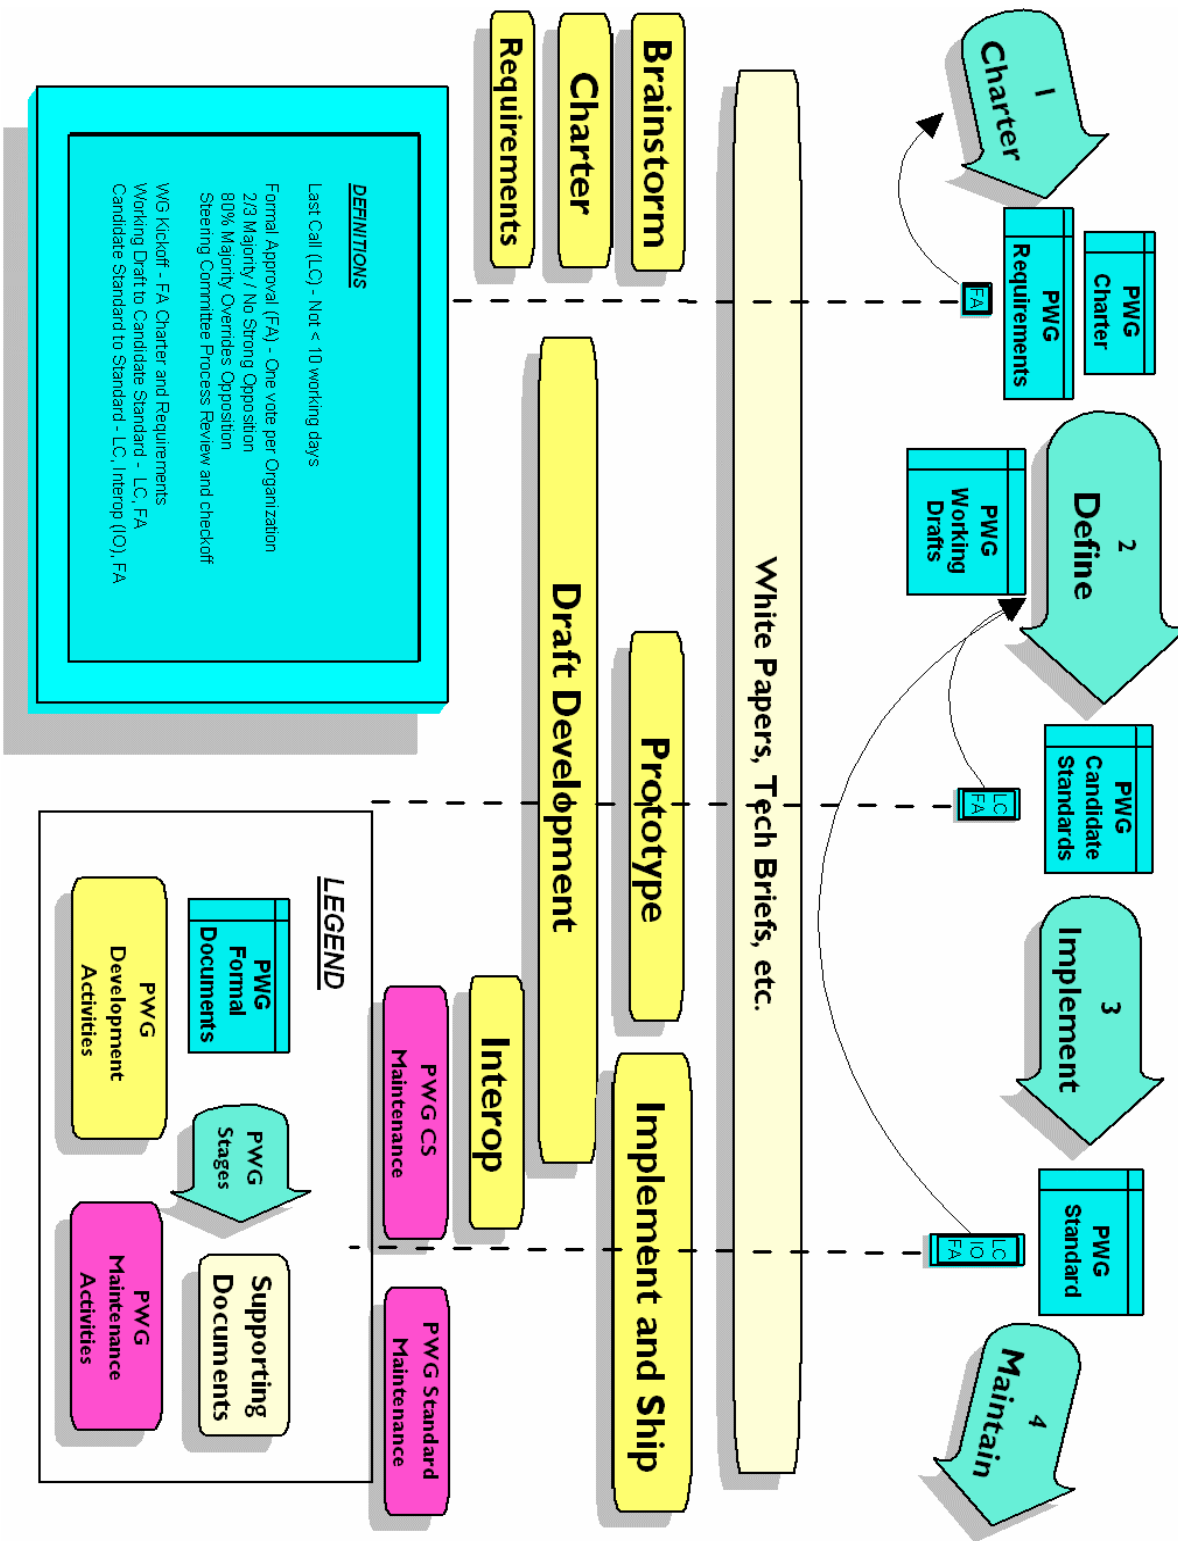 1
Charter
PWG
Charter
PWG
Requirements
FA
2
Define
PWG
Working
Drafts
PWG
Candidate
Standards
LC
FA
3
Implement
PWG
Standard
LC
IO
FA
4
Maintain
White Papers, Tech Briefs, etc.
Brainstorm
Charter
Requirements
Prototype
Draft Development
Implement and Ship
Interop
PWG CS
Maintenance
PWG Standard
Maintenance
DEFINITIONS
Last Call (LC) - Not < 10 working days
Formal Approval (FA) - One vote per Organization
2/3 Majority / No Strong Opposition
80% Majority Overrides Opposition
Steering Committee Process Review and checkoff
WG Kickoff - FA Charter and Requirements
Working Draft to Candidate Standard - LC, FA
Candidate Standard to Standard - LC, Interop (IO), FA
LEGEND
PWG
Formal
Documents
PWG
Stages
Supporting
Documents
PWG
Development
Activities
PWG
Maintenance
Activities